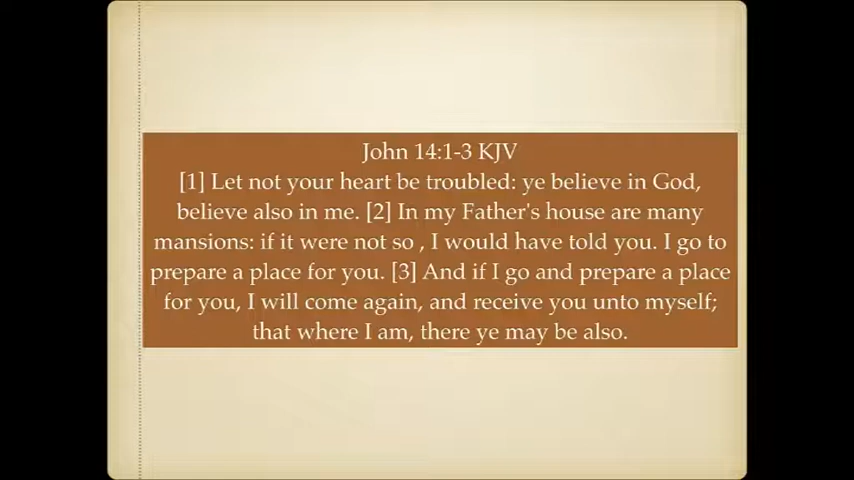 John 14:1-3 KJV
[1] Let not your heart be troubled: ye believe in God,
believe also in me. [2] In my Father's house are many
mansions: if it were not so , I would have told you. I go to
prepare a place for you. [3] And if I go and prepare a place
for you, I will come again, and receive you unto myself;
that where I am, there ye may be also.